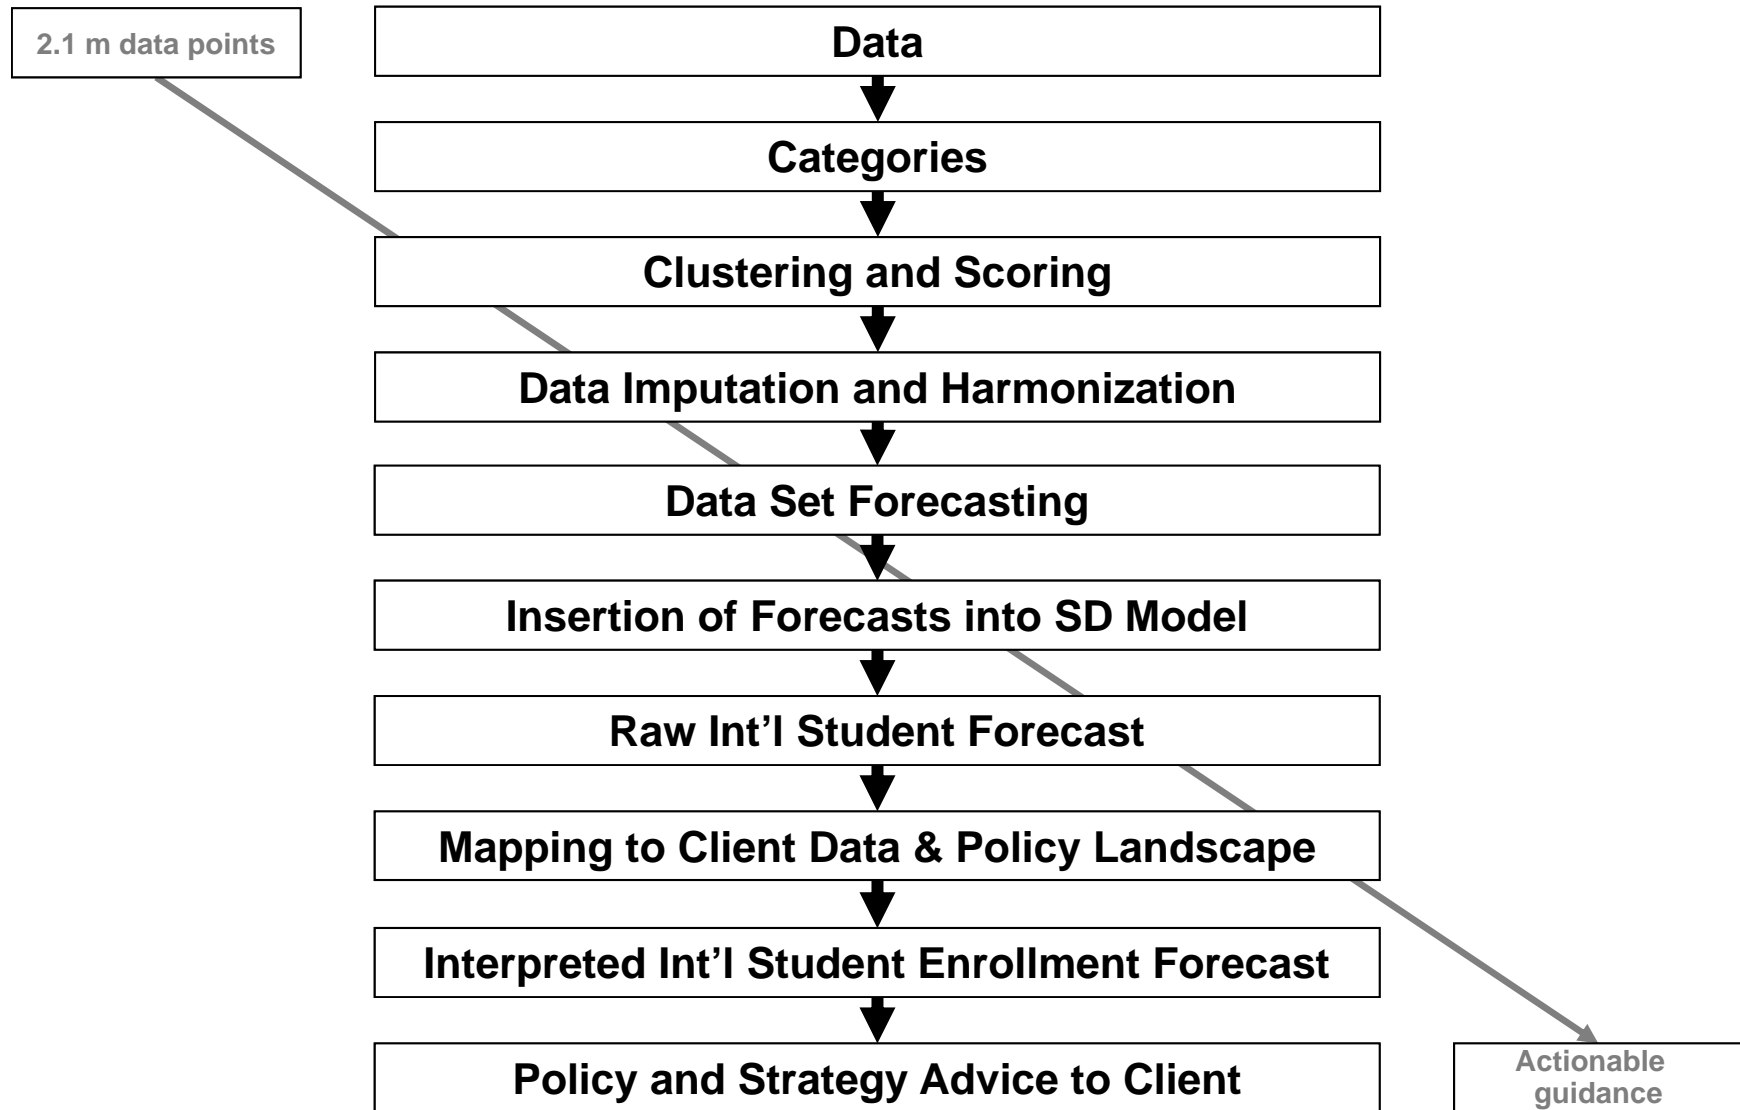 2.1 m data points
Data
Categories
Clustering and Scoring
Data Imputation and Harmonization
Data Set Forecasting
Insertion of Forecasts into SD Model
Raw Int’l Student Forecast
Mapping to Client Data & Policy Landscape
Interpreted Int’l Student Enrollment Forecast
Policy and Strategy Advice to Client
Actionable
guidance